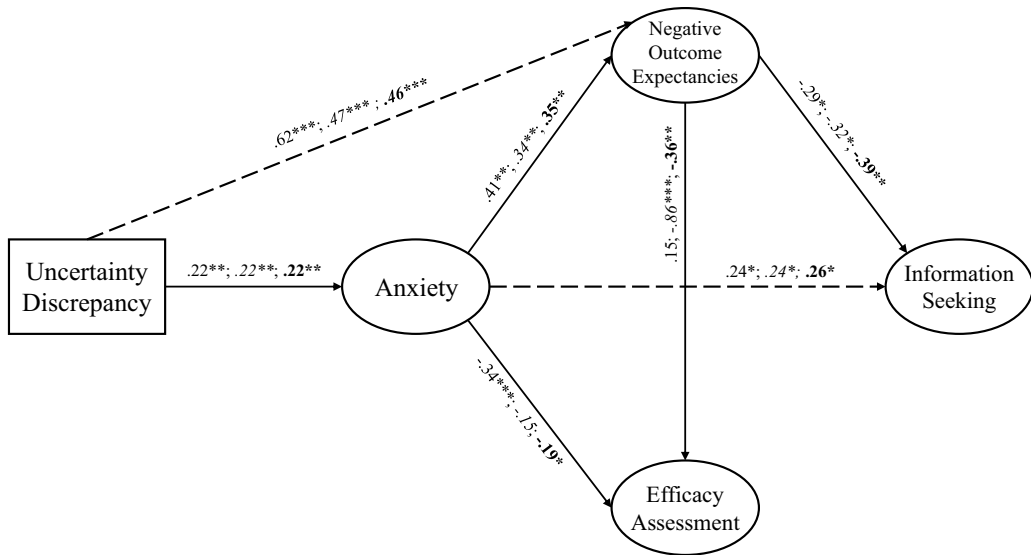 Negative
Outcome
Expectancies
.62***; .47*** ; .46***
.41**; .34**; .35**
-.29*; -.32*; -.39**
.15; -.86***; -.36**
Uncertainty
Discrepancy
.22**; .22**; .22**
Anxiety
.24*; .24*; .26*
Information
Seeking
-.34***; -.15; -.19*
Efficacy
Assessment